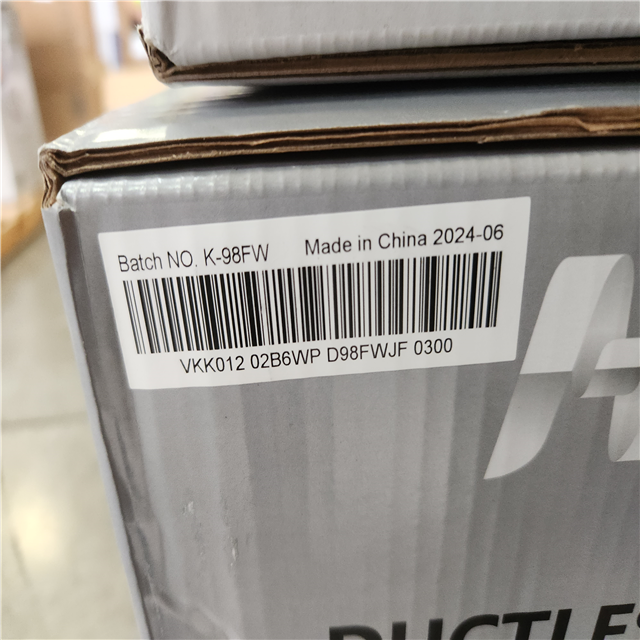 Batch NO. K-98FW Made in China 2024-06
VKK012 02B6WP D98FWJF 0300